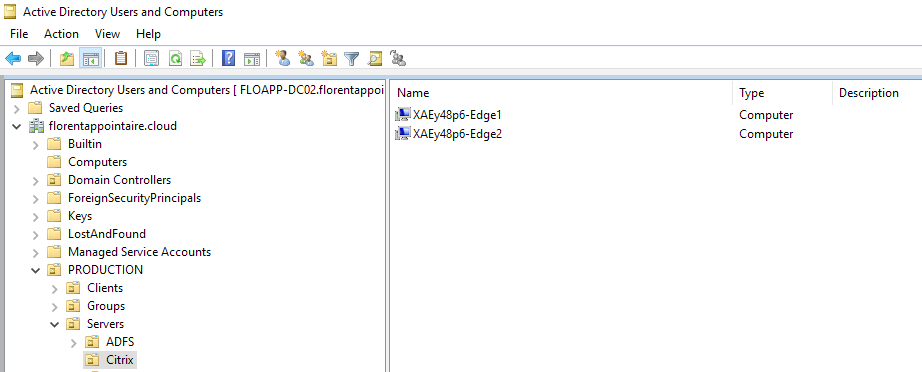 Active Directory Users and Computers
File Action View Help
Active Directory Users and Computers [ FLOAPP-DC02.florentappoi
Saved Queries
florentappointaire.cloud
Builtin
Computers
Domain Controllers
ForeignSecurityPrincipals
Keys
LostAndFound
Managed Service Accounts
PRODUCTION
Clients
Groups
Servers
ADFS
Citrix
Name Type Description
XAEy48p6-Edge1 Computer
XAEy48p6-Edge2 Computer